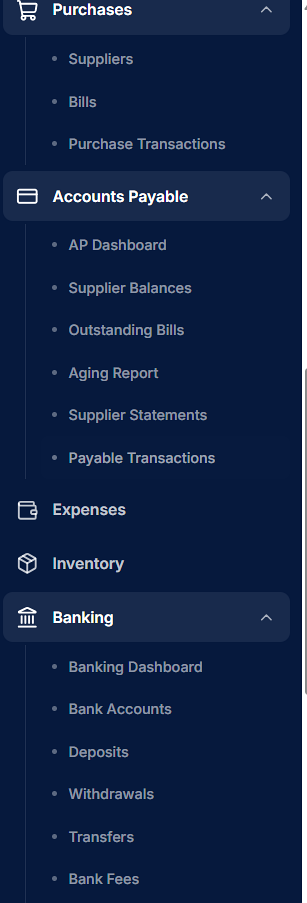 Purchases
Suppliers
Bills
Purchase Transactions
Accounts Payable
AP Dashboard
Supplier Balances
Outstanding Bills
Aging Report
Supplier Statements
Payable Transactions
Expenses
Inventory
Banking
Banking Dashboard
Bank Accounts
Deposits
Withdrawals
Transfers
Bank Fees